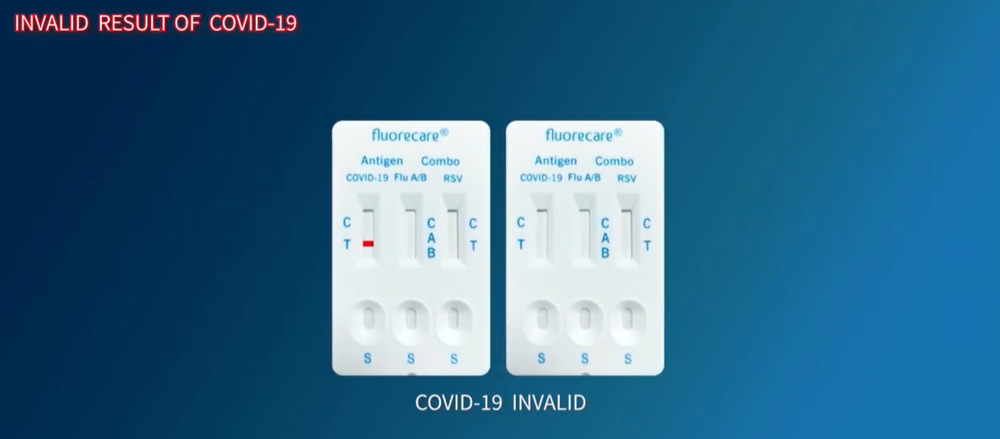 INVALID RESULT OF COVID-19
fluorecare®
Antigen Combo
COVID-19 Flu A/B RSV
C C C
T A T
B
S S S
fluorecare®
Antigen Combo
COVID-19 Flu A/B RSV
C C C
T A T
B
S S S
COVID-19 INVALID